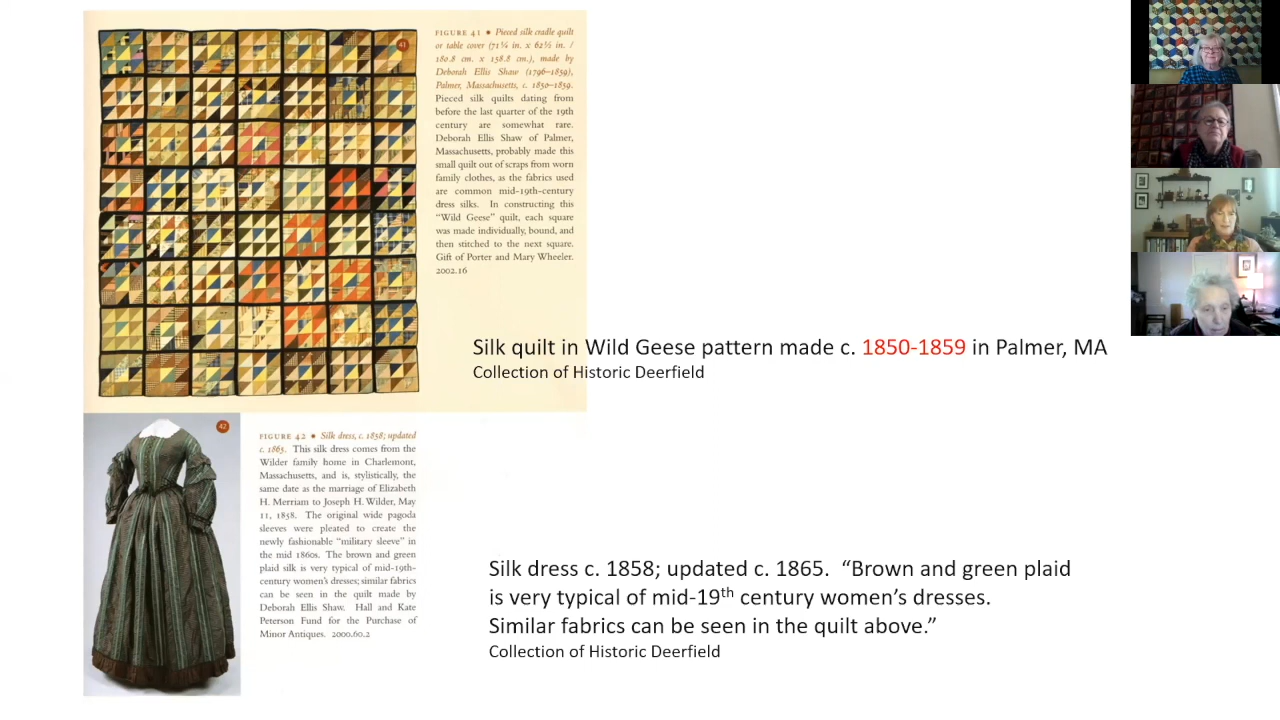 41
FIGURE 41 • Pieced silk cradle quilt
or table cover (71¼ in. x 62½ in. /
180.8 cm. x 158.8 cm.), made by
Deborah Ellis Shaw (1796–1859),
Palmer, Massachusetts, c. 1850–1859.
Pieced silk quilts dating from
before the last quarter of the 19th
century are somewhat rare.
Deborah Ellis Shaw of Palmer,
Massachusetts, probably made this
small quilt out of scraps from worn
family clothes, as the fabrics used
are common mid-19th-century
dress silks. In constructing this
“Wild Geese” quilt, each square
was made individually, bound, and
then stitched to the next square.
Gift of Porter and Mary Wheeler.
2002.16
Silk quilt in Wild Geese pattern made c. 1850-1859 in Palmer, MA
Collection of Historic Deerfield
42
FIGURE 42 • Silk dress, c. 1858; updated
c. 1865. This silk dress comes from the
Wilder family home in Charlemont,
Massachusetts, and is, stylistically, the
same date as the marriage of Elizabeth
H. Merriam to Joseph H. Wilder, May
11, 1858. The original wide pagoda
sleeves were pleated to create the
newly fashionable “military sleeve” in
the mid 1860s. The brown and green
plaid silk is very typical of mid-19th-
century women’s dresses; similar fabrics
can be seen in the quilt made by
Deborah Ellis Shaw. Hall and Kate
Peterson Fund for the Purchase of
Minor Antiques. 2000.60.2
Silk dress c. 1858; updated c. 1865. “Brown and green plaid
is very typical of mid-19th century women’s dresses.
Similar fabrics can be seen in the quilt above.”
Collection of Historic Deerfield